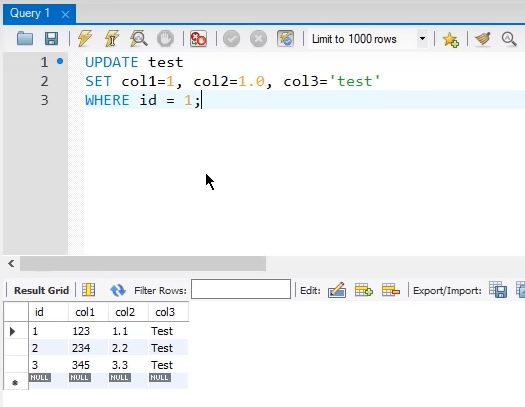 Query 1
Limit to 1000 rows
1 UPDATE test
2 SET col1=1, col2=1.0, col3='test'
3 WHERE id = 1;
Result Grid Filter Rows: Edit: Export/Import:
id col1 col2 col3
1 123 1.1 Test
2 234 2.2 Test
3 345 3.3 Test
NULL NULL NULL NULL